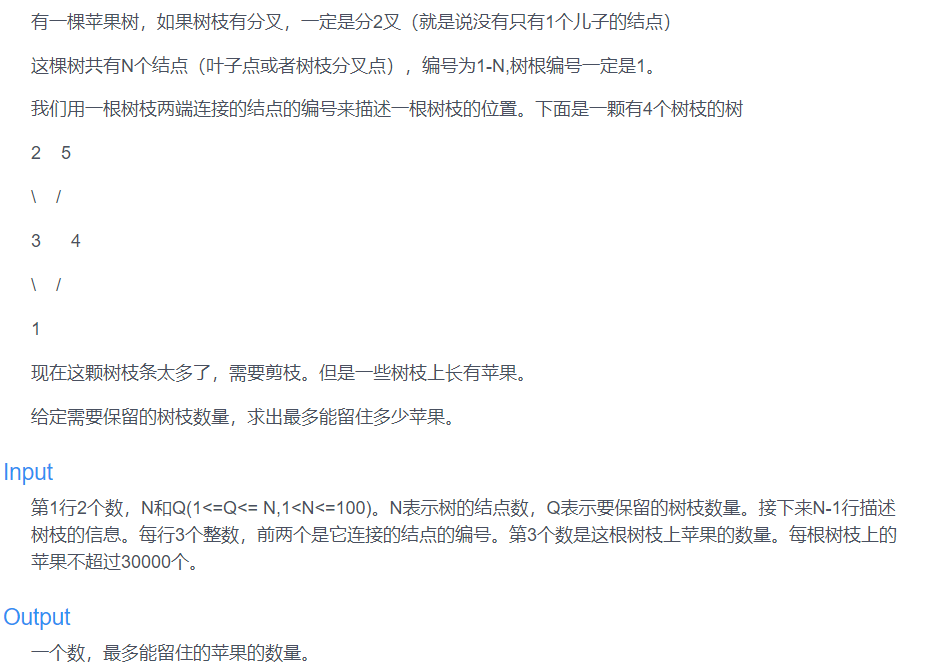 有一棵苹果树，如果树枝有分叉，一定是分2叉（就是说没有只有1个儿子的结点）
这棵树共有N个结点（叶子点或者树枝分叉点），编号为1-N,树根编号一定是1。
我们用一根树枝两端连接的结点的编号来描述一根树枝的位置。下面是一颗有4个树枝的树
2 5
\ /
3 4
\ /
1
现在这颗树枝条太多了，需要剪枝。但是一些树枝上长有苹果。
给定需要保留的树枝数量，求出最多能留住多少苹果。
Input
第1行2个数，N和Q(1<=Q<= N,1<N<=100)。N表示树的结点数，Q表示要保留的树枝数量。接下来N-1行描述
树枝的信息。每行3个整数，前两个是它连接的结点的编号。第3个数是这根树枝上苹果的数量。每根树枝上的
苹果不超过30000个。
Output
一个数，最多能留住的苹果的数量。